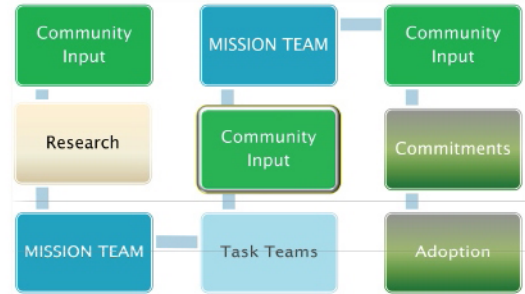 Community
Input
Research
MISSION TEAM
MISSION TEAM
Community
Input
Task Teams
Community
Input
Commitments
Adoption